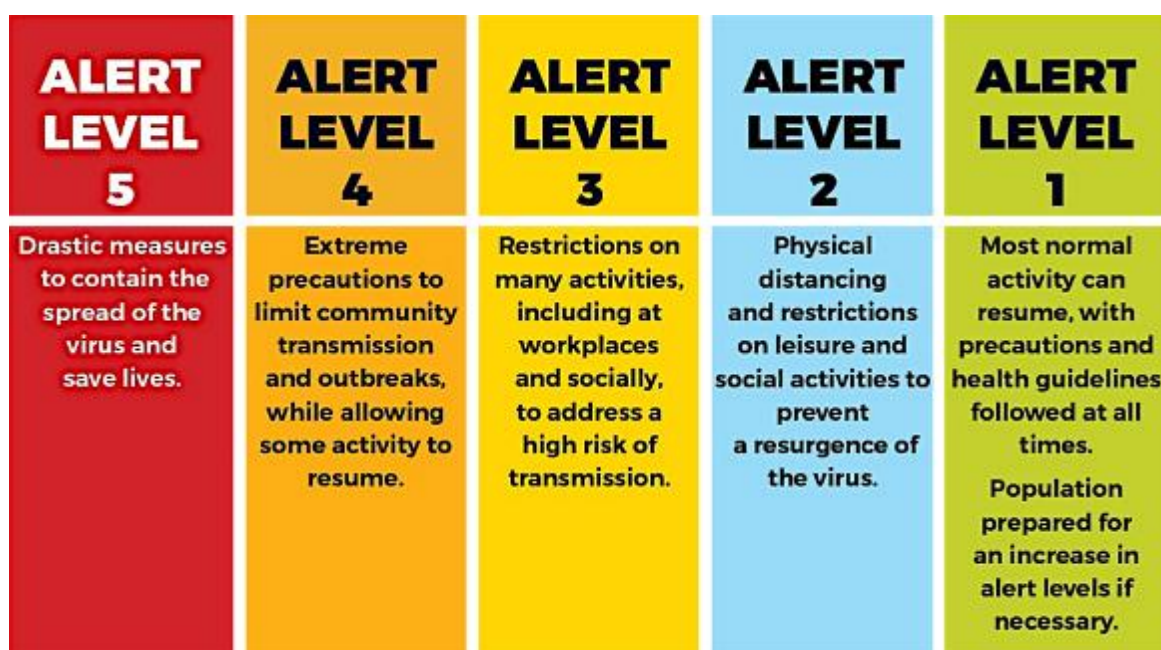 ALERT
LEVEL
5
Drastic measures
to contain the
spread of the
virus and
save lives.
ALERT
LEVEL
4
Extreme
precautions to
limit community
transmission
and outbreaks,
while allowing
some activity to
resume.
ALERT
LEVEL
3
Restrictions on
many activities,
including at
workplaces
and socially,
to address a
high risk of
transmission.
ALERT
LEVEL
2
Physical
distancing
and restrictions
on leisure and
social activities to
prevent
a resurgence of
the virus.
ALERT
LEVEL
1
Most normal
activity can
resume, with
precautions and
health guidelines
followed at all
times.
Population
prepared for
an increase in
alert levels if
necessary.